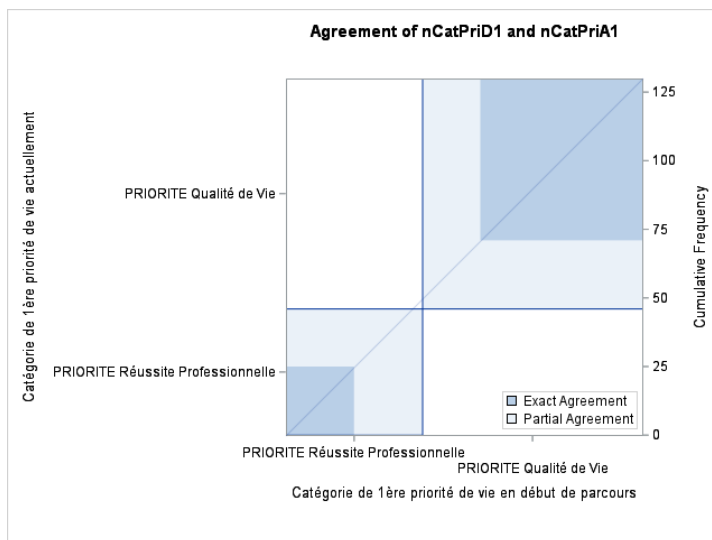 Agreement of nCatPriD1 and nCatPriA1
Catégorie de 1ère priorité de vie actuellement
PRIORITE Qualité de Vie
PRIORITE Réussite Professionnelle
125
100
75
50
25
0
Cumulative Frequency
Exact Agreement
Partial Agreement
PRIORITE Réussite Professionnelle
PRIORITE Qualité de Vie
Catégorie de 1ère priorité de vie en début de parcours